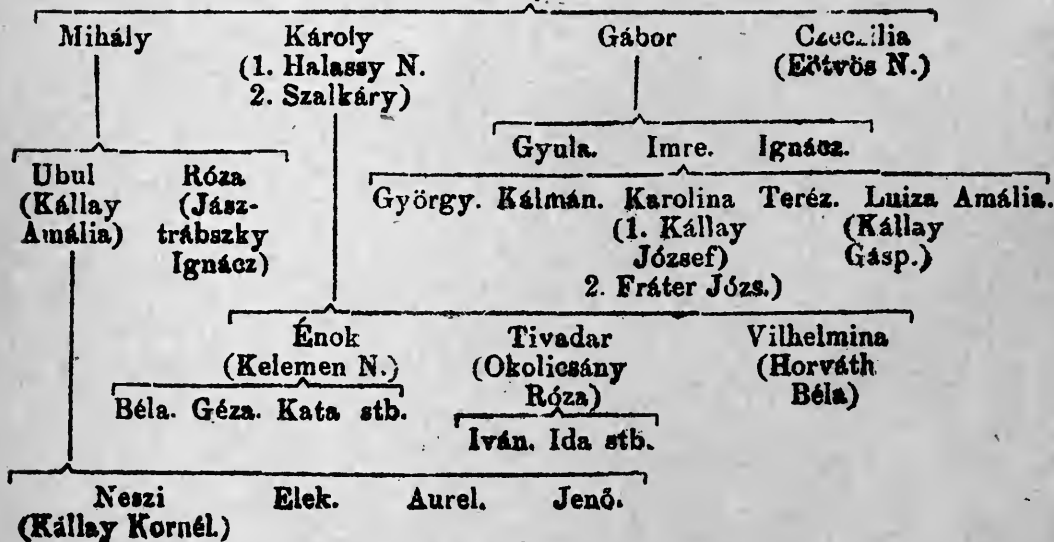 Mihály Károly Gábor Czeczilia
(1. Halassy N. (Eötvös N.)
2. Szalkáry)
Gyula. Imre. Ignácz.
Ubul Róza György. Kálmán. Karolina Teréz. Luiza Amália.
(Kállay (Jász- (1. Kállay (Kállay
Amália) trábszky József) Gásp.)
Ignácz) 2. Fráter Józs.)
Énok Tivadar Vilhelmina
(Kelemen N.) (Okolicsány (Horváth
Róza) Béla)
Béla. Géza. Kata stb.
Iván. Ida stb.
Neszi Elek. Aurel. Jenő.
(Kállay Kornél.)